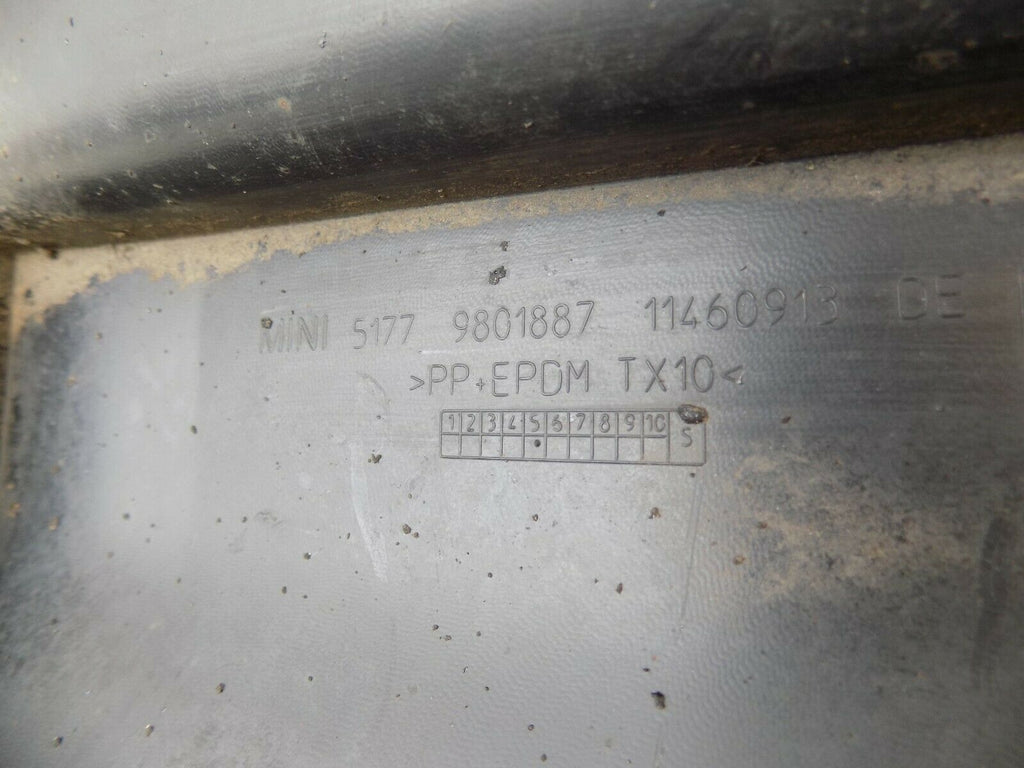 MINI 5177 9801887 11460913 DE
>PP+EPDM TX10<
1 2 3 4 5 6 7 8 9 10 S